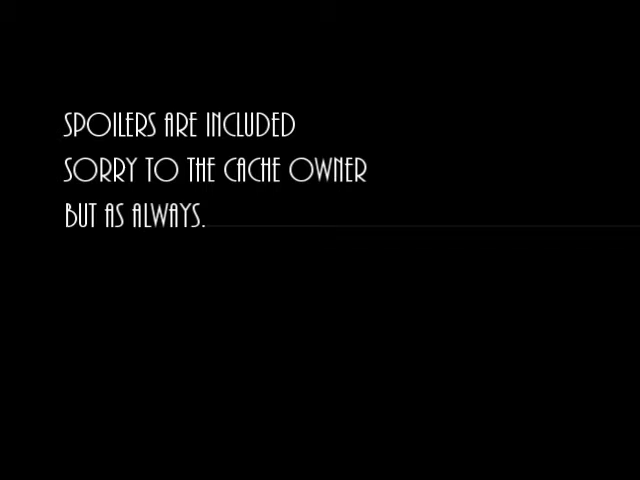 SPOILERS ARE INCLUDED
SORRY TO THE CACHE OWNER
BUT AS ALWAYS.